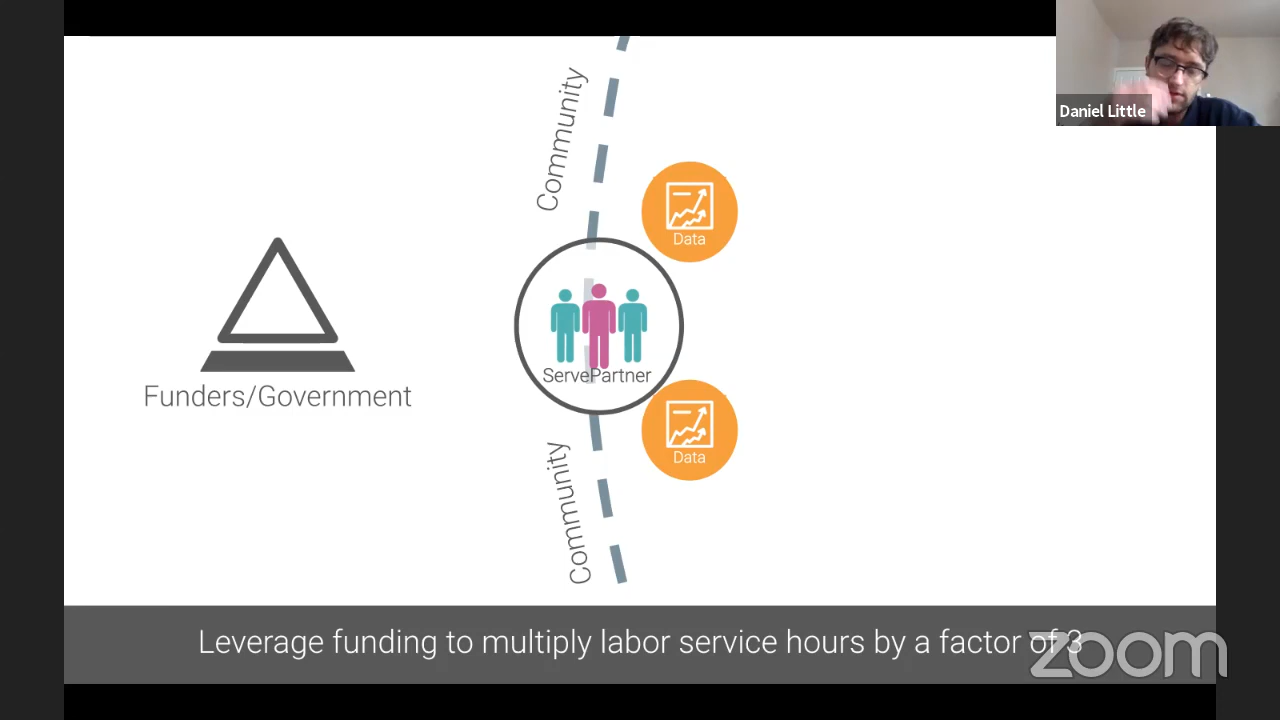 Daniel Little
Community
Data
ServePartner
Funders/Government
Data
Community
Leverage funding to multiply labor service hours by a factor of 3
zoom